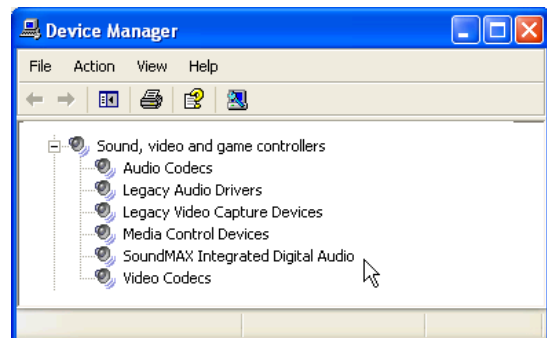 Device Manager
File Action View Help
Sound, video and game controllers
Audio Codecs
Legacy Audio Drivers
Legacy Video Capture Devices
Media Control Devices
SoundMAX Integrated Digital Audio
Video Codecs